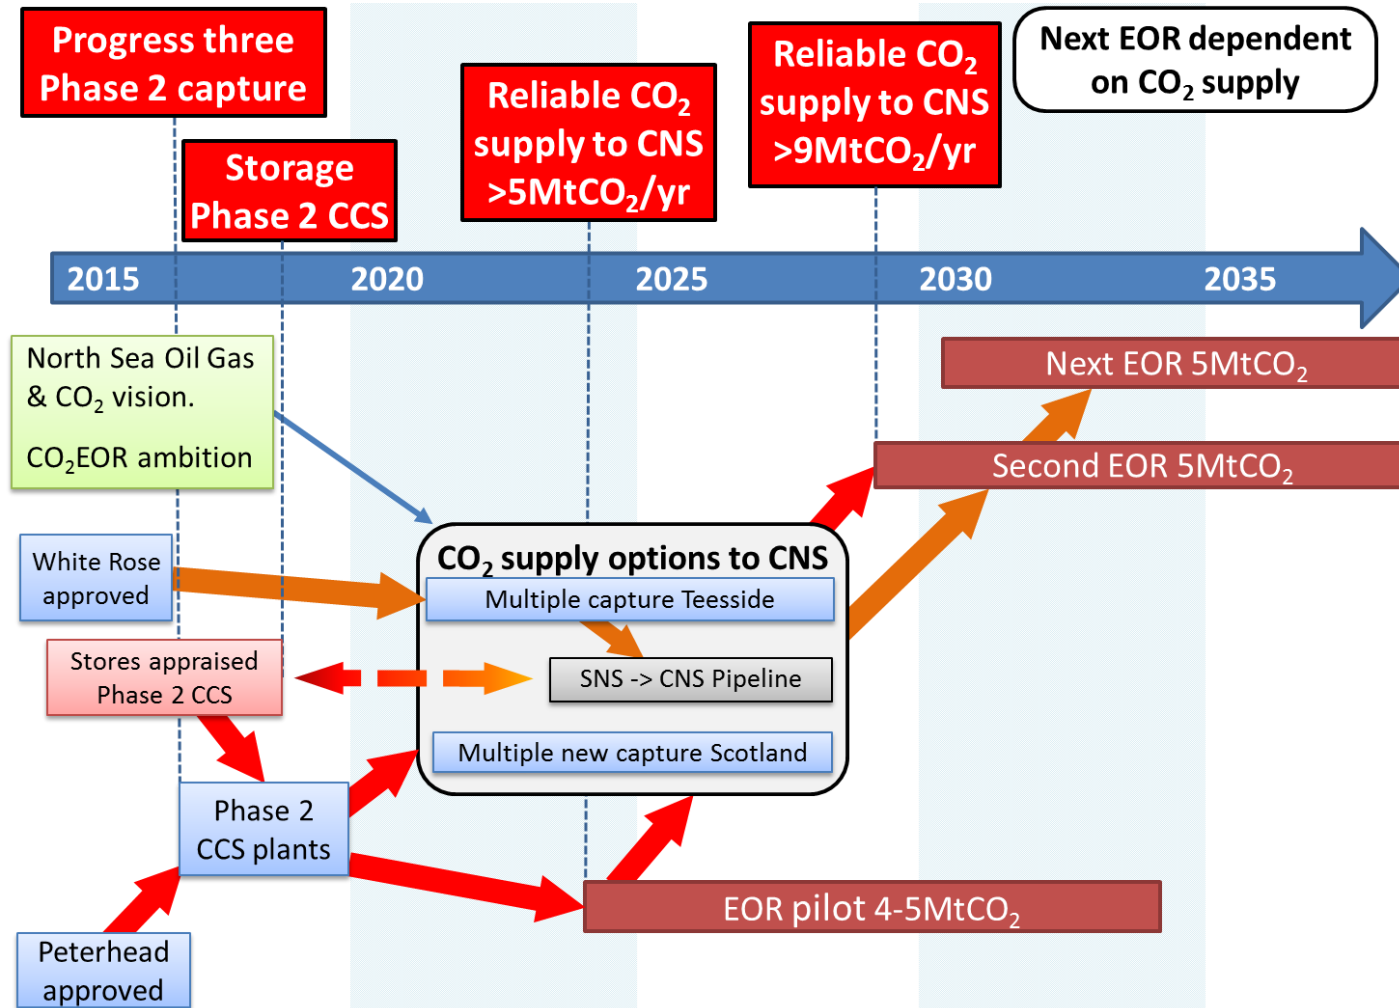 Progress three
Phase 2 capture
Storage
Phase 2 CCS
Reliable CO₂
supply to CNS
>5MtCO₂/yr
Reliable CO₂
supply to CNS
>9MtCO₂/yr
Next EOR dependent
on CO₂ supply
2015
2020
2025
2030
2035
North Sea Oil Gas
& CO₂ vision.
CO₂EOR ambition
Next EOR 5MtCO₂
Second EOR 5MtCO₂
White Rose
approved
CO₂ supply options to CNS
Multiple capture Teesside
Stores appraised
Phase 2 CCS
SNS -> CNS Pipeline
Multiple new capture Scotland
Phase 2
CCS plants
EOR pilot 4-5MtCO₂
Peterhead
approved